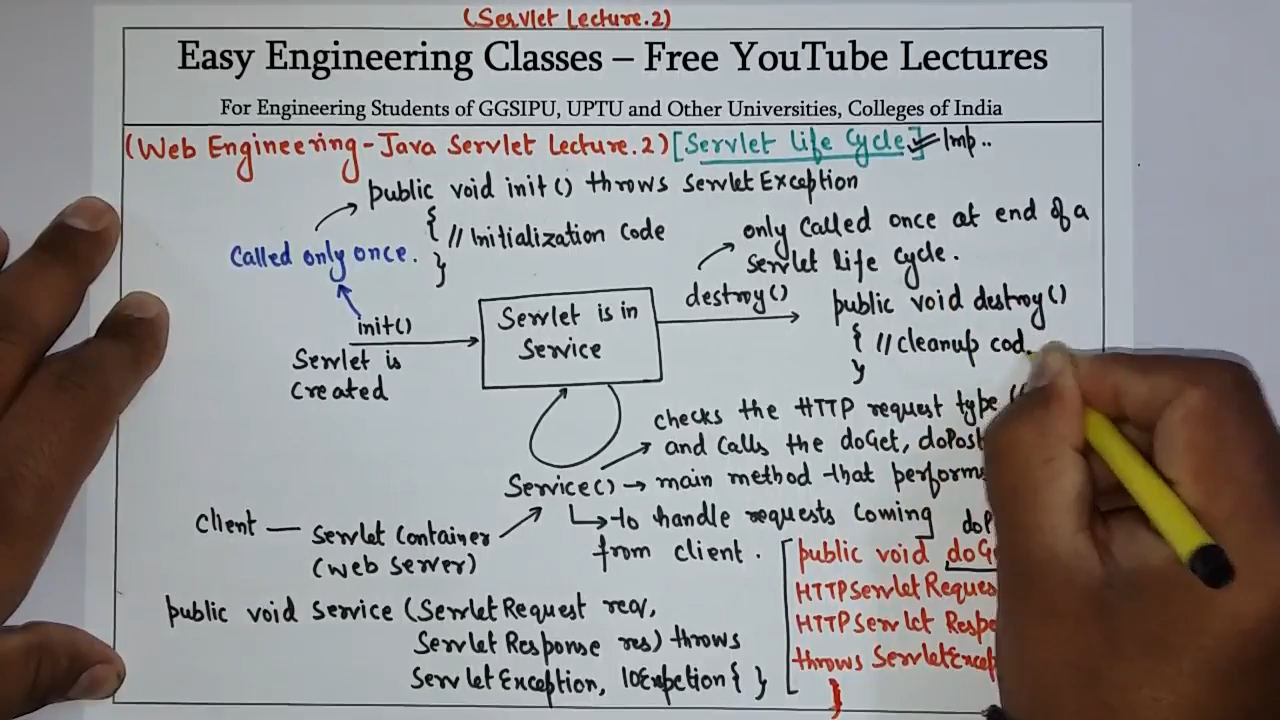 (Servlet Lecture.2)
Easy Engineering Classes – Free YouTube Lectures
For Engineering Students of GGSIPU, UPTU and Other Universities, Colleges of India
(Web Engineering-Java Servlet Lecture.2) [Servlet life Cycle] Imp..
public void init() throws ServletException
{ // Initialization code
}
Called only once.
only called once at end of a
servlet life cycle.
destroy()
public void destroy()
{ // cleanup cod
}
init()
Servlet is
Created
Servlet is in
Service
checks the HTTP request type
and calls the doGet, doPost
Service() → main method that performs
to handle requests coming
from client.
client — Servlet Container
(web server)
public void Service (ServletRequest req,
ServletResponse res) throws
ServletException, IOExpection { }
doP
public void doG
HTTPServletReques
HTTPServlet Respo
throws ServletExcep
}